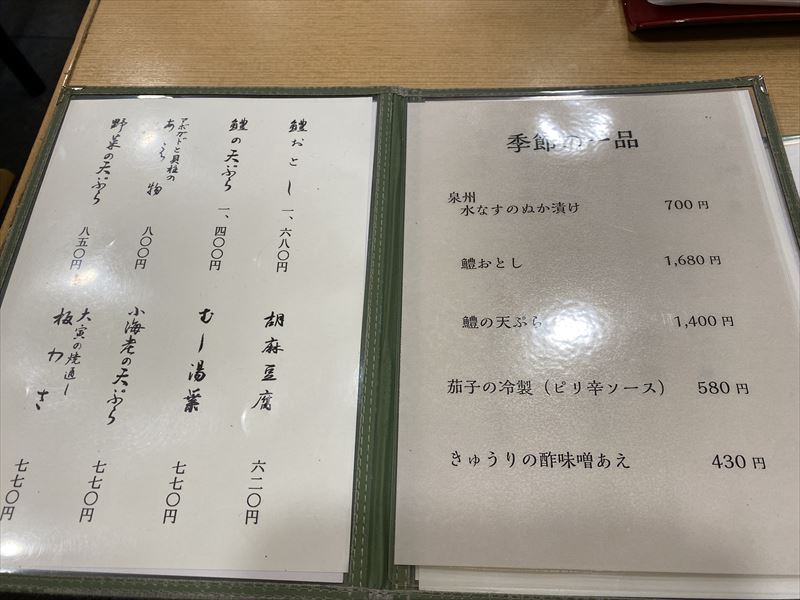 鱧おとし 一、六八〇円
鱧の天ぷら 一、四〇〇円
アボガドと貝柱の
あえ物 八〇〇円
野菜の天ぷら 八五〇円
胡麻豆腐 六二〇円
むし湯葉 七七〇円
小海老の天ぷら 七七〇円
大寅の焼通し
板わさ 七七〇円
季節の一品
泉州
水なすのぬか漬け 700円
鱧おとし 1,680円
鱧の天ぷら 1,400円
茄子の冷製（ピリ辛ソース） 580円
きゅうりの酢味噌あえ 430円